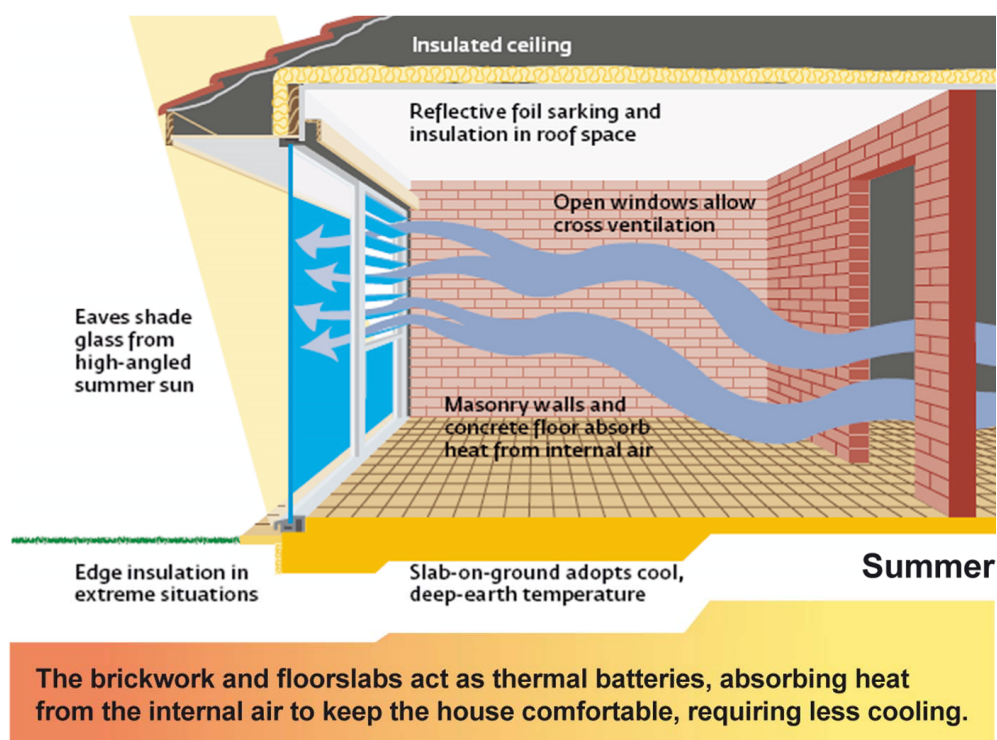 Insulated ceiling
Reflective foil sarking and
insulation in roof space
Open windows allow
cross ventilation
Eaves shade
glass from
high-angled
summer sun
Masonry walls and
concrete floor absorb
heat from internal air
Edge insulation in
extreme situations
Slab-on-ground adopts cool,
deep-earth temperature
Summer
The brickwork and floorslabs act as thermal batteries, absorbing heat
from the internal air to keep the house comfortable, requiring less cooling.